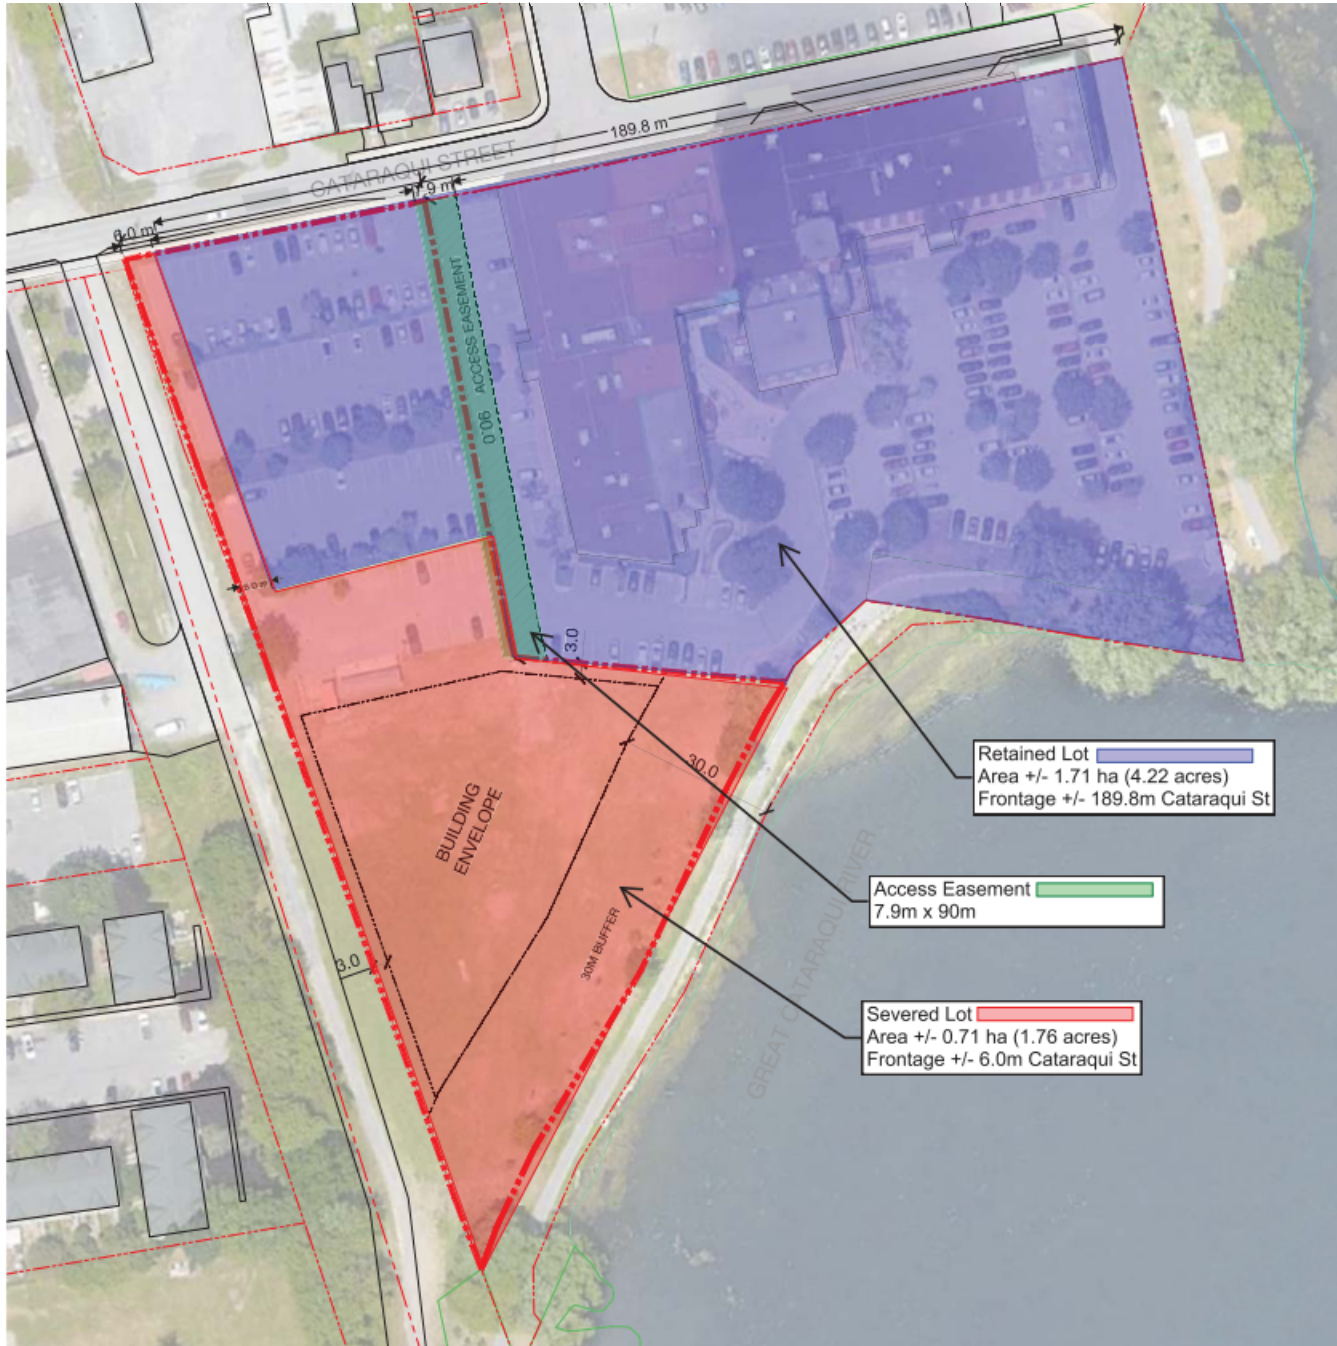 189.8 m
CATARAQUI STREET
7.9 m
6.0 m
ACCESS EASEMENT
90.0
6.0 m
3.0
30.0
BUILDING
ENVELOPE
Retained Lot
Area +/- 1.71 ha (4.22 acres)
Frontage +/- 189.8m Cataraqui St
Access Easement
7.9m x 90m
30M BUFFER
3.0
GREAT CATARAQUI RIVER
Severed Lot
Area +/- 0.71 ha (1.76 acres)
Frontage +/- 6.0m Cataraqui St